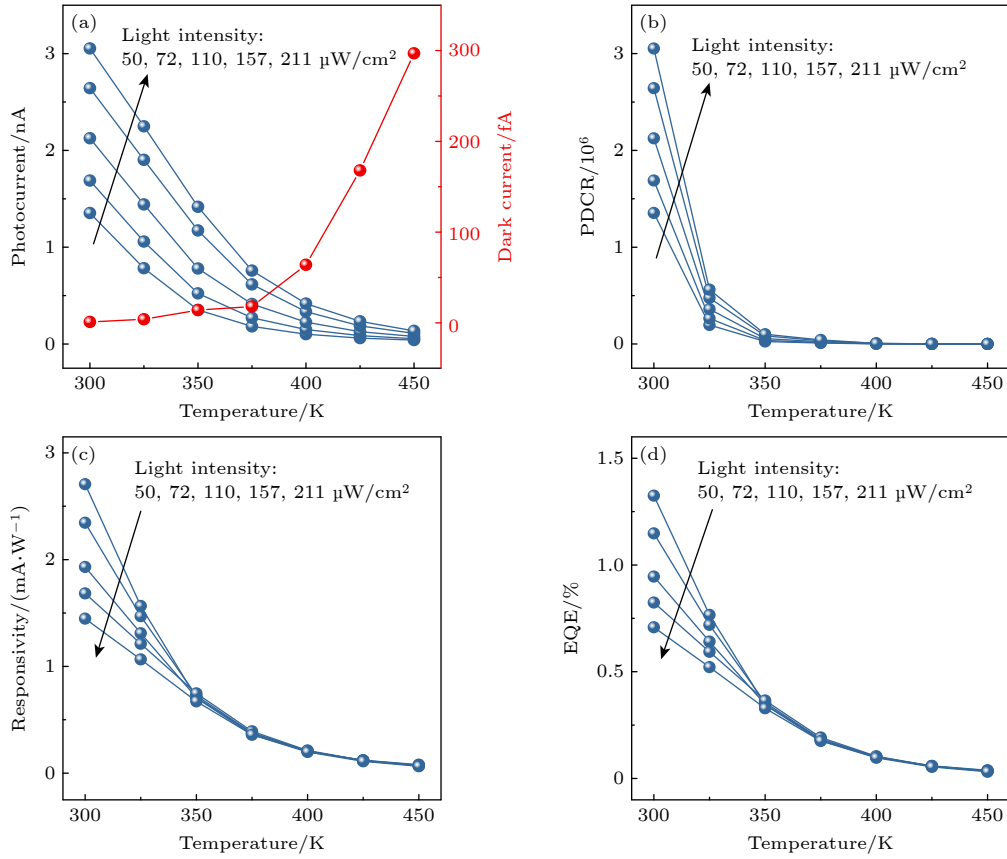 (a)
Light intensity:
50, 72, 110, 157, 211 µW/cm²
Photocurrent/nA
3
2
1
0
Dark current/fA
300
200
100
0
300
350
400
450
Temperature/K
(b)
Light intensity:
50, 72, 110, 157, 211 µW/cm²
PDCR/10⁶
3
2
1
0
300
350
400
450
Temperature/K
(c)
Light intensity:
50, 72, 110, 157, 211 µW/cm²
Responsivity/(mA·W⁻¹)
3
2
1
0
300
350
400
450
Temperature/K
(d)
Light intensity:
50, 72, 110, 157, 211 µW/cm²
EQE/%
1.5
1.0
0.5
0
300
350
400
450
Temperature/K